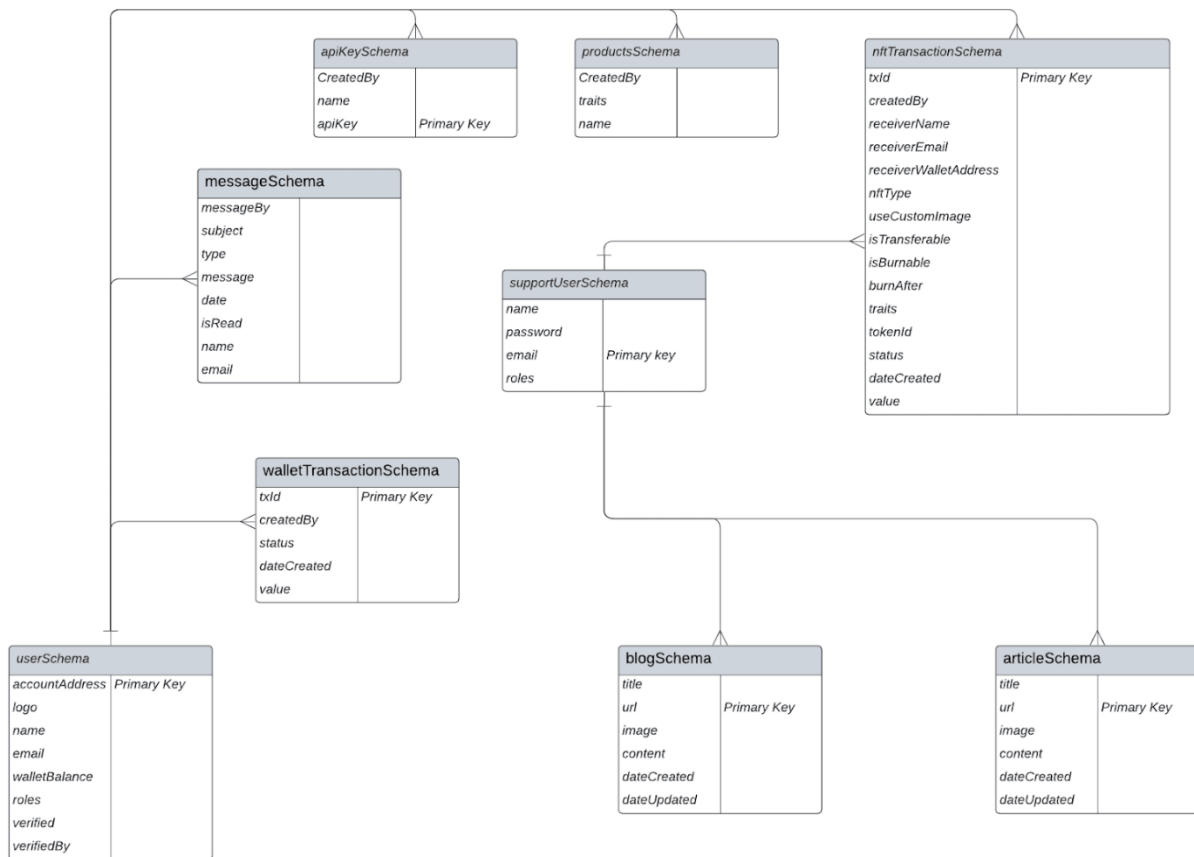 apiKeySchema
CreatedBy
name
apiKey Primary Key
productsSchema
CreatedBy
traits
name
nftTransactionSchema
txId Primary Key
createdBy
receiverName
receiverEmail
receiverWalletAddress
nftType
useCustomImage
isTransferable
isBurnable
burnAfter
traits
tokenId
status
dateCreated
value
messageSchema
messageBy
subject
type
message
date
isRead
name
email
supportUserSchema
name
password
email Primary key
roles
walletTransactionSchema
txId Primary Key
createdBy
status
dateCreated
value
userSchema
accountAddress Primary Key
logo
name
email
walletBalance
roles
verified
verifiedBy
blogSchema
title
url Primary Key
image
content
dateCreated
dateUpdated
articleSchema
title
url Primary Key
image
content
dateCreated
dateUpdated